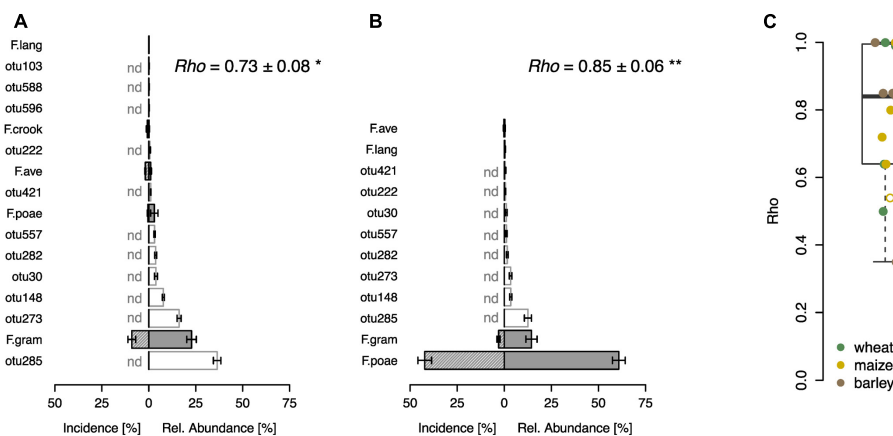 A
F.lang
otu103 nd
otu588 nd
otu596 nd
F.crook
otu222 nd
F.ave
otu421 nd
F.poae
otu557 nd
otu282 nd
otu30 nd
otu148 nd
otu273 nd
F.gram
otu285 nd
Rho = 0.73 ± 0.08 *
50 25 0 25 50 75
Incidence [%] Rel. Abundance [%]
B
Rho = 0.85 ± 0.06 **
F.ave
F.lang
otu421 nd
otu222 nd
otu30 nd
otu557 nd
otu282 nd
otu273 nd
otu148 nd
otu285 nd
F.gram
F.poae
50 25 0 25 50 75
Incidence [%] Rel. Abundance [%]
C
Rho
1.0
0.8
0.6
0.4
0.2
0.0
wheat
maize
barley